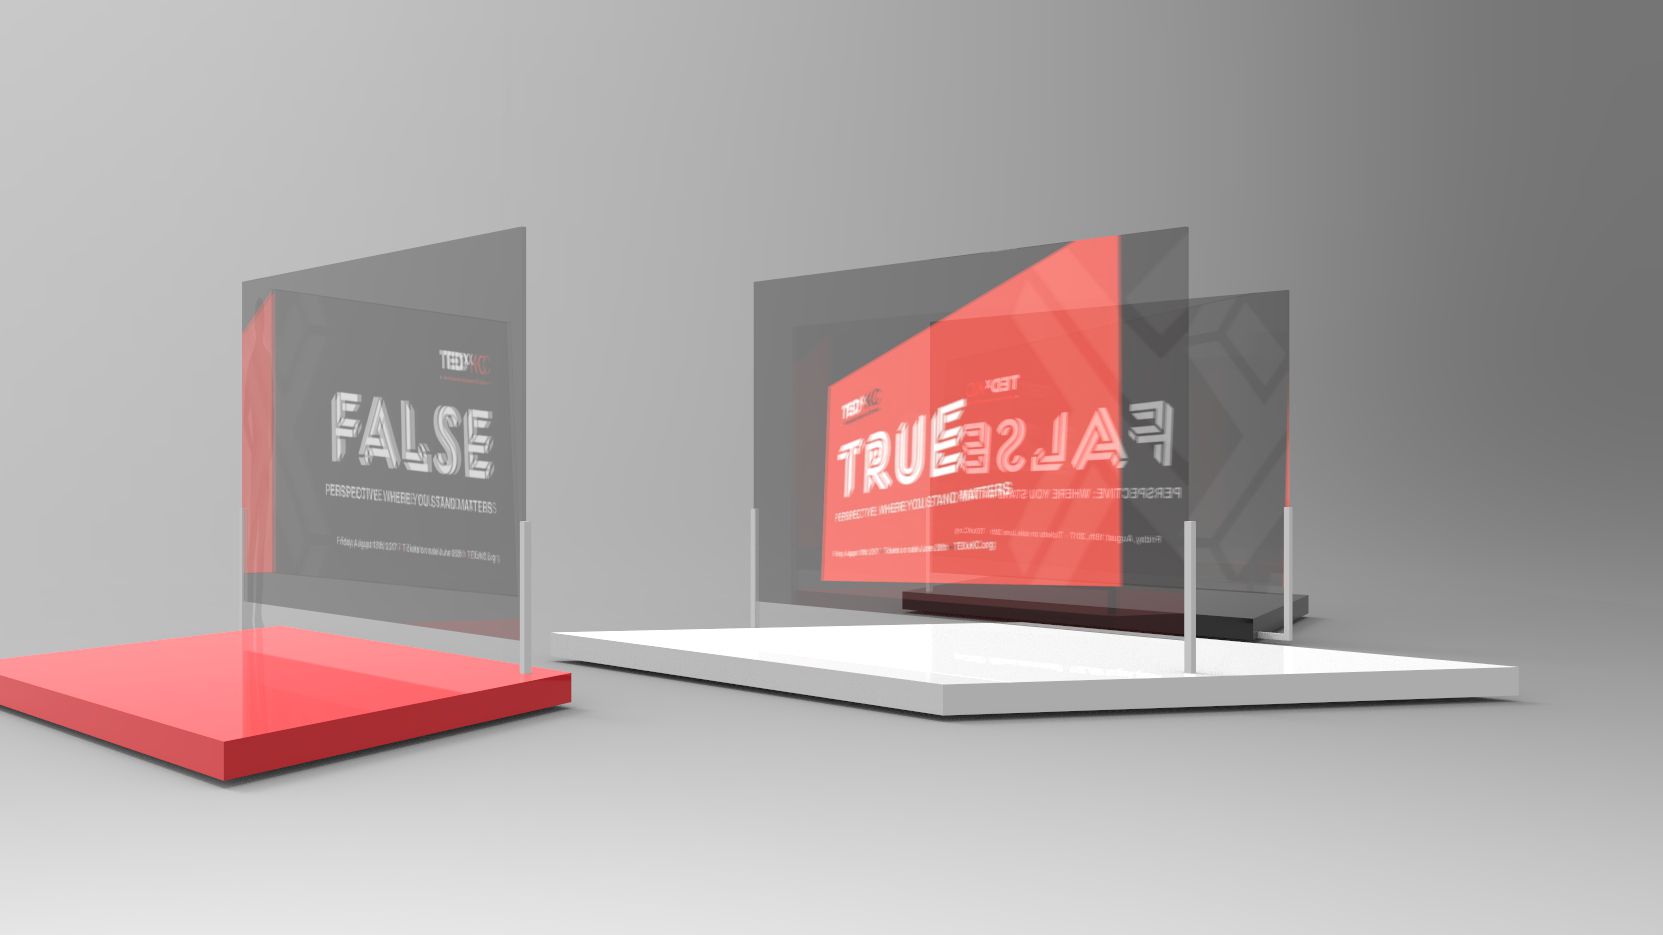 TEDxKC
FALSE
PERSPECTIVE: WHERE YOU STAND MATTERS
Friday, August 18th, 2017 Tickets on sale June 28th TEDxKC.org
TEDxKC
TRUE
PERSPECTIVE: WHERE YOU STAND MATTERS
Friday, August 18th, 2017 Tickets on sale June 28th TEDxKC.org
TEDxKC
FALSE
PERSPECTIVE: WHERE YOU STAND
Friday, August 18th, 2017 · Tickets on sale June 28th TEDxKC.org